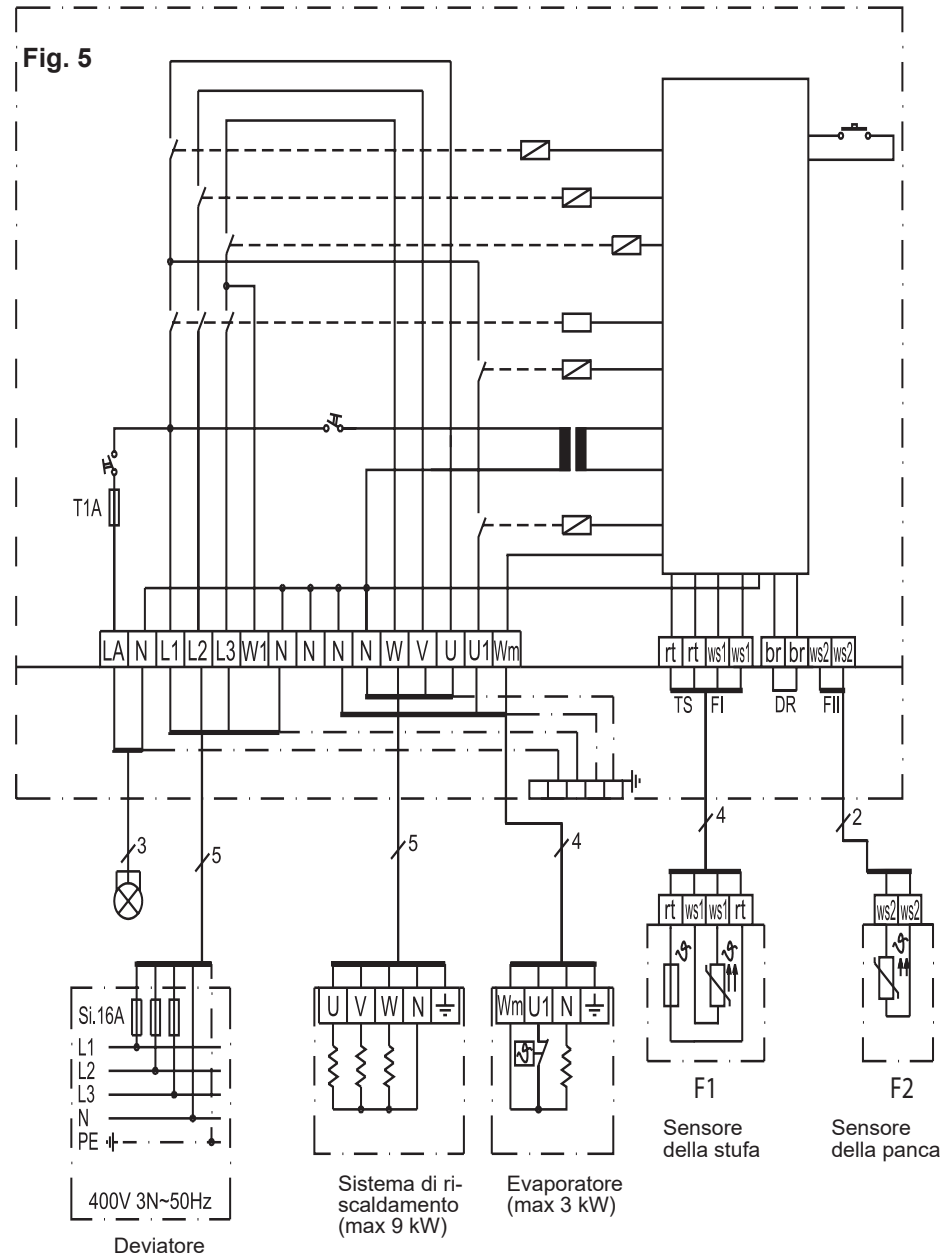 Fig. 5
T1A
LA N L1 L2 L3 W1 N N N N W V U U1 Wm
rt rt ws1 ws1 br br ws2 ws2
TS FI DR FII
3 5 5 4 4 2
rt ws1 ws1 rt
ws2 ws2
U V W N
Wm U1 N
Si.16A
L1
L2
L3
N
PE
400V 3N~50Hz
Deviatore
Sistema di ri-
scaldamento
(max 9 kW)
Evaporatore
(max 3 kW)
F1
Sensore
della stufa
F2
Sensore
della panca